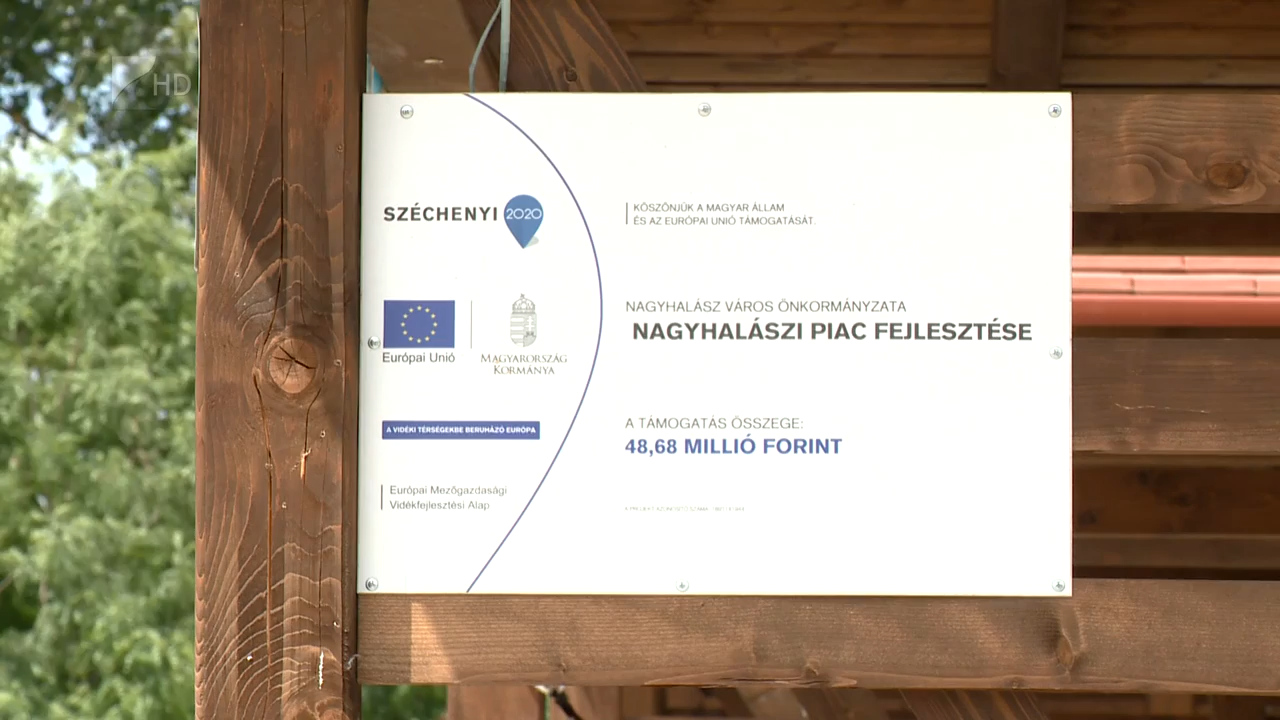 HD
SZÉCHENYI 2020
KÖSZÖNJÜK A MAGYAR ÁLLAM
ÉS AZ EURÓPAI UNIÓ TÁMOGATÁSÁT.
Európai Unió
MAGYARORSZÁG
KORMÁNYA
NAGYHALÁSZ VÁROS ÖNKORMÁNYZATA
NAGYHALÁSZI PIAC FEJLESZTÉSE
A VIDÉKI TÉRSÉGEKBE BERUHÁZÓ EURÓPA
A TÁMOGATÁS ÖSSZEGE:
48,68 MILLIÓ FORINT
Európai Mezőgazdasági
Vidékfejlesztési Alap